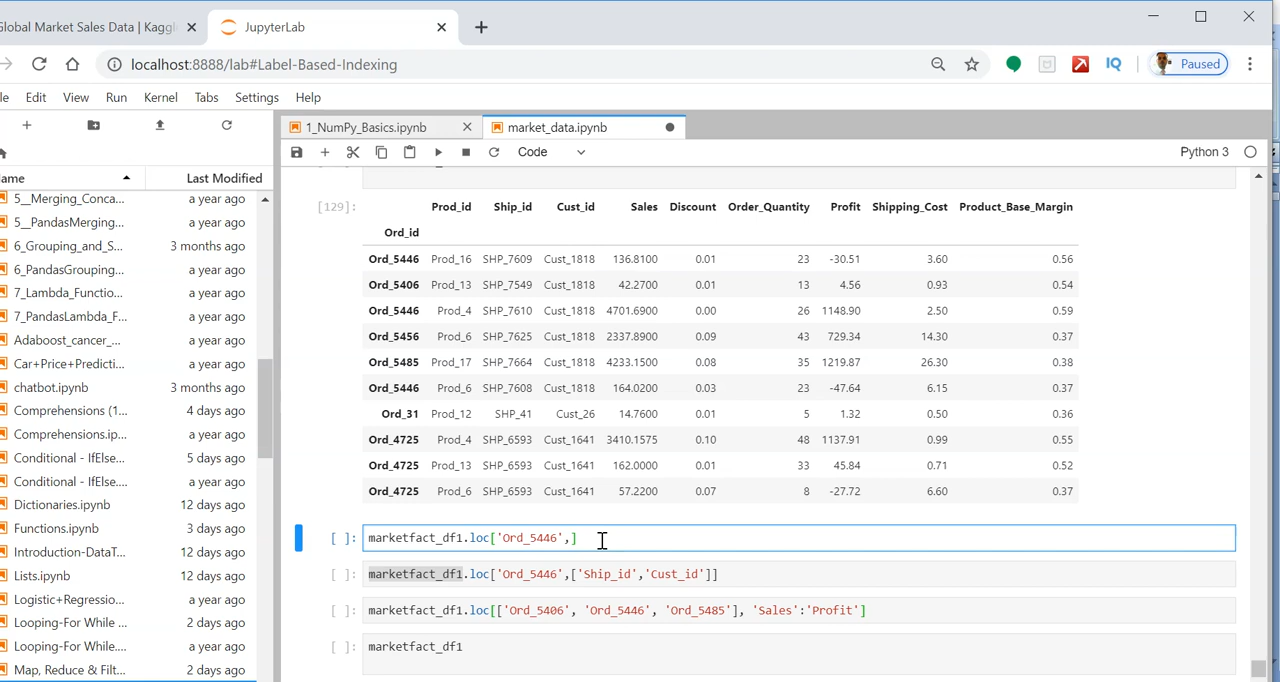 Global Market Sales Data | Kaggl
JupyterLab
localhost:8888/lab#Label-Based-Indexing
IQ
Paused
le Edit View Run Kernel Tabs Settings Help
1_NumPy_Basics.ipynb
market_data.ipynb
Code
Python 3
ame Last Modified
5__Merging_Conca... a year ago
5__PandasMerging... a year ago
6_Grouping_and_S... 3 months ago
6_PandasGrouping... a year ago
7_Lambda_Functio... a year ago
7_PandasLambda_F... a year ago
Adaboost_cancer_... a year ago
Car+Price+Predicti... a year ago
chatbot.ipynb 3 months ago
Comprehensions (1... 4 days ago
Comprehensions.ip... a year ago
Conditional - IfElse... 5 days ago
Conditional - IfElse... a year ago
Dictionaries.ipynb 12 days ago
Functions.ipynb 3 days ago
Introduction-DataT... 12 days ago
Lists.ipynb 12 days ago
Logistic+Regressio... a year ago
Looping-For While ... 2 days ago
Looping-For While.... a year ago
Map, Reduce & Filt... 2 days ago
[129]:
Prod_id Ship_id Cust_id Sales Discount Order_Quantity Profit Shipping_Cost Product_Base_Margin
Ord_id
Ord_5446 Prod_16 SHP_7609 Cust_1818 136.8100 0.01 23 -30.51 3.60 0.56
Ord_5406 Prod_13 SHP_7549 Cust_1818 42.2700 0.01 13 4.56 0.93 0.54
Ord_5446 Prod_4 SHP_7610 Cust_1818 4701.6900 0.00 26 1148.90 2.50 0.59
Ord_5456 Prod_6 SHP_7625 Cust_1818 2337.8900 0.09 43 729.34 14.30 0.37
Ord_5485 Prod_17 SHP_7664 Cust_1818 4233.1500 0.08 35 1219.87 26.30 0.38
Ord_5446 Prod_6 SHP_7608 Cust_1818 164.0200 0.03 23 -47.64 6.15 0.37
Ord_31 Prod_12 SHP_41 Cust_26 14.7600 0.01 5 1.32 0.50 0.36
Ord_4725 Prod_4 SHP_6593 Cust_1641 3410.1575 0.10 48 1137.91 0.99 0.55
Ord_4725 Prod_13 SHP_6593 Cust_1641 162.0000 0.01 33 45.84 0.71 0.52
Ord_4725 Prod_6 SHP_6593 Cust_1641 57.2200 0.07 8 -27.72 6.60 0.37
[ ]: marketfact_df1.loc['Ord_5446',]
[ ]: marketfact_df1.loc['Ord_5446',['Ship_id','Cust_id']]
[ ]: marketfact_df1.loc[['Ord_5406', 'Ord_5446', 'Ord_5485'], 'Sales':'Profit']
[ ]: marketfact_df1